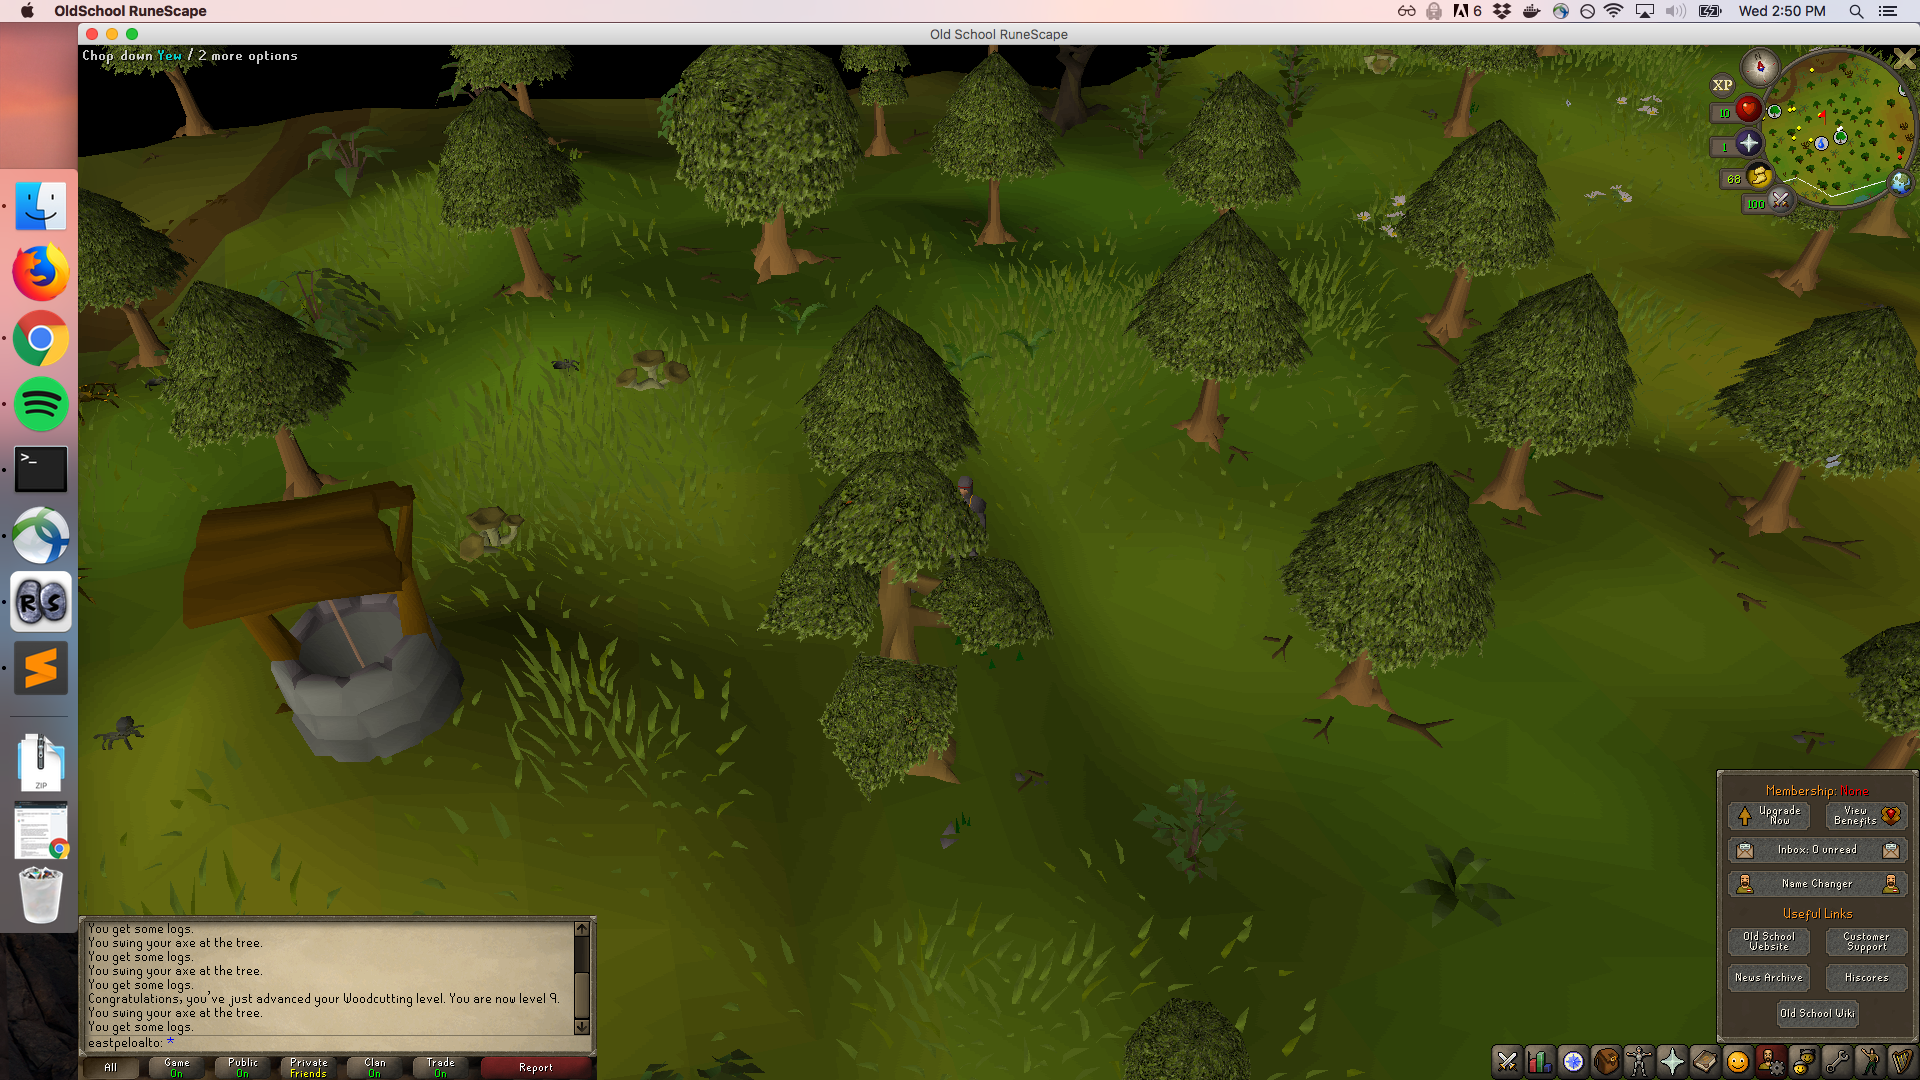 OldSchool RuneScape
6
Wed 2:50 PM
Old School RuneScape
Chop down Yew / 2 more options
XP
10
1
68
100
>_
RS
ZIP
Membership: None
Upgrade Now
View Benefits
Inbox: 0 unread
Name Changer
Useful Links
Old School Website
Customer Support
News Archive
Hiscores
Old School Wiki
You get some logs.
You swing your axe at the tree.
You get some logs.
You swing your axe at the tree.
You get some logs.
Congratulations, you've just advanced your Woodcutting level. You are now level 9.
You swing your axe at the tree.
You get some logs.
eastpeloalto: *
All
Game On
Public On
Private Friends
Clan On
Trade On
Report